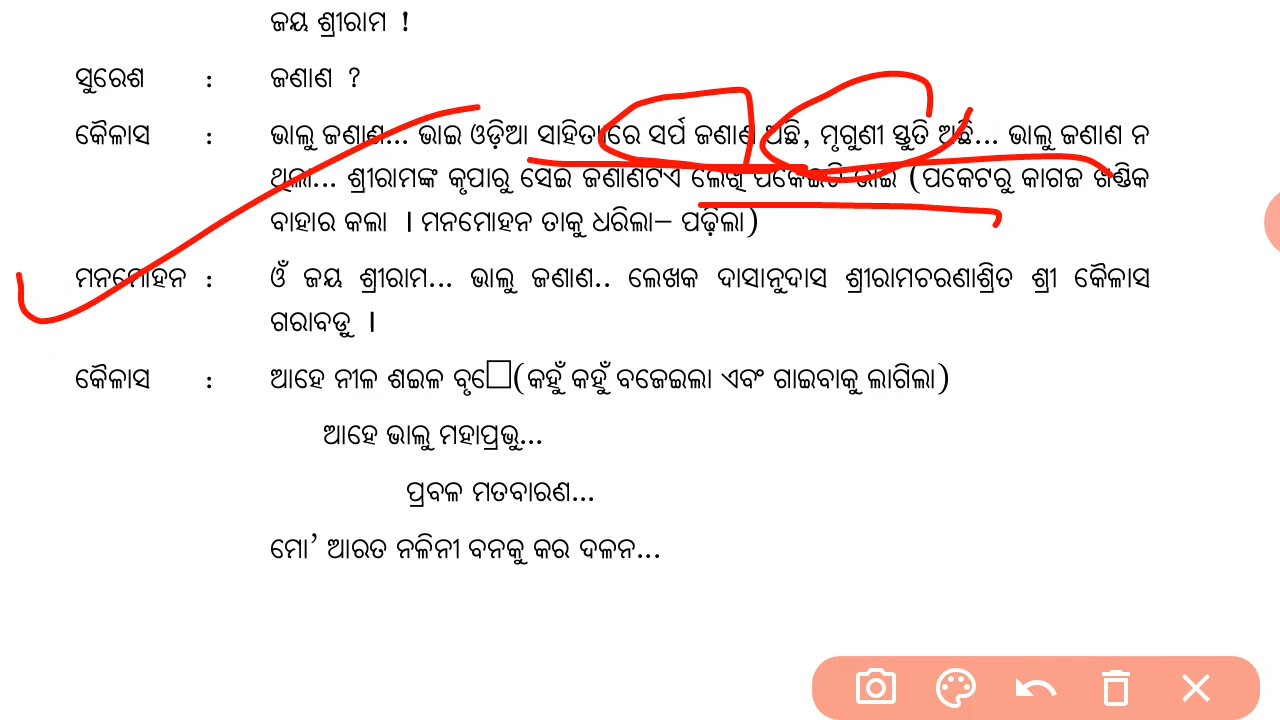 ଜୟ ଶ୍ରୀରାମ !
ସୁରେଶ : ଜଣାଣ ?
କୈଳାସ : ଭାଲୁ ଜଣାଣ... ଭାଇ ଓଡ଼ିଆ ସାହିତ୍ୟରେ ସର୍ପ ଜଣାଣ ଅଛି, ମୃଗୁଣୀ ସ୍ତୁତି ଅଛି... ଭାଲୁ ଜଣାଣ ନ
ଥିଲା... ଶ୍ରୀରାମଙ୍କ କୃପାରୁ ସେଇ ଜଣାଣଟିଏ ଲେଖି ପକେଇଚି ଭାଇ (ପକେଟରୁ କାଗଜ ଖଣ୍ଡିକ
ବାହାର କଲା । ମନମୋହନ ତାକୁ ଧରିଲା– ପଢ଼ିଲା)
ମନମୋହନ : ଓଁ ଜୟ ଶ୍ରୀରାମ... ଭାଲୁ ଜଣାଣ.. ଲେଖକ ଦାସାନୁଦାସ ଶ୍ରୀରାମଚରଣାଶ୍ରିତ ଶ୍ରୀ କୈଳାସ
ଗରାବଡୁ ।
କୈଳାସ : ଆହେ ନୀଳ ଶଇଳ (କହୁଁ କହୁଁ ବଜେଇଲା ଏବଂ ଗାଇବାକୁ ଲାଗିଲା)
ଆହେ ଭାଲୁ ମହାପ୍ରଭୁ...
ପ୍ରବଳ ମତବାରଣ...
ମୋ’ ଆରତ ନଳିନୀ ବନକୁ କର ଦଳନ...